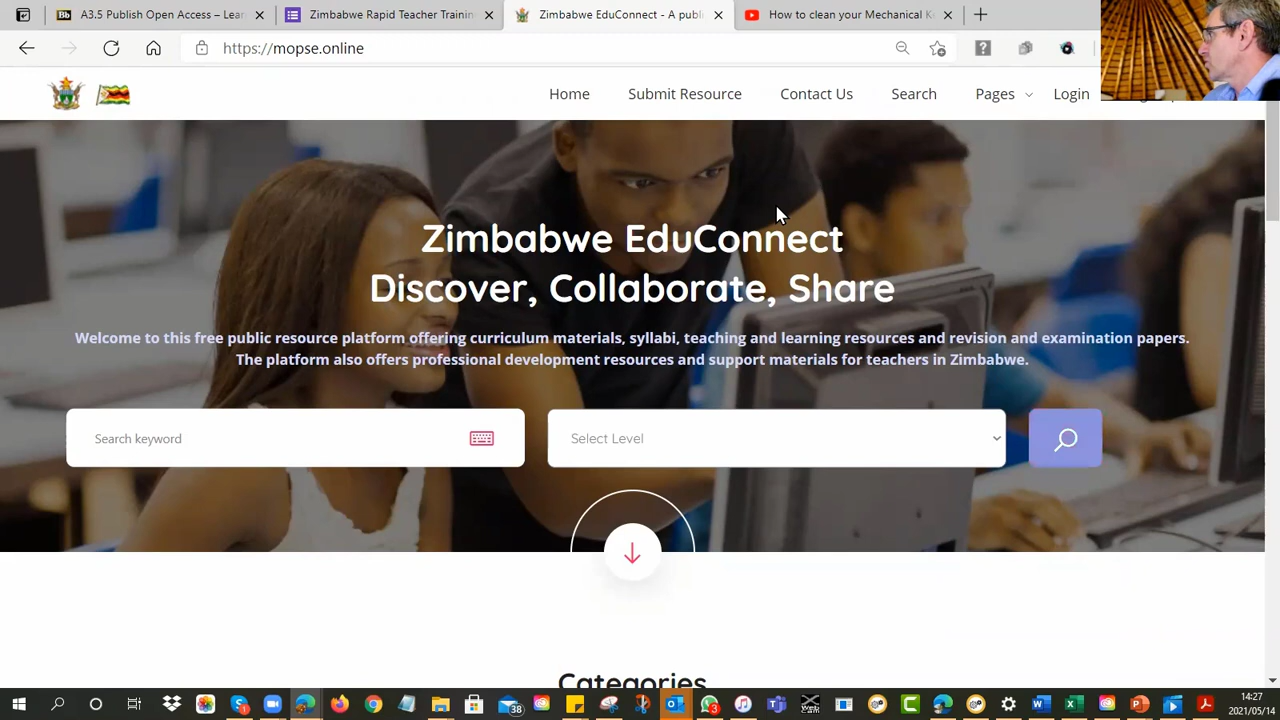 A3.5 Publish Open Access – Lear
Zimbabwe Rapid Teacher Training
Zimbabwe EduConnect - A publi
How to clean your Mechanical Ke
https://mopse.online
Home
Submit Resource
Contact Us
Search
Pages
Login
Zimbabwe EduConnect
Discover, Collaborate, Share
Welcome to this free public resource platform offering curriculum materials, syllabi, teaching and learning resources and revision and examination papers.
The platform also offers professional development resources and support materials for teachers in Zimbabwe.
Search keyword
Select Level
Categories
38
14:27
2021/05/14